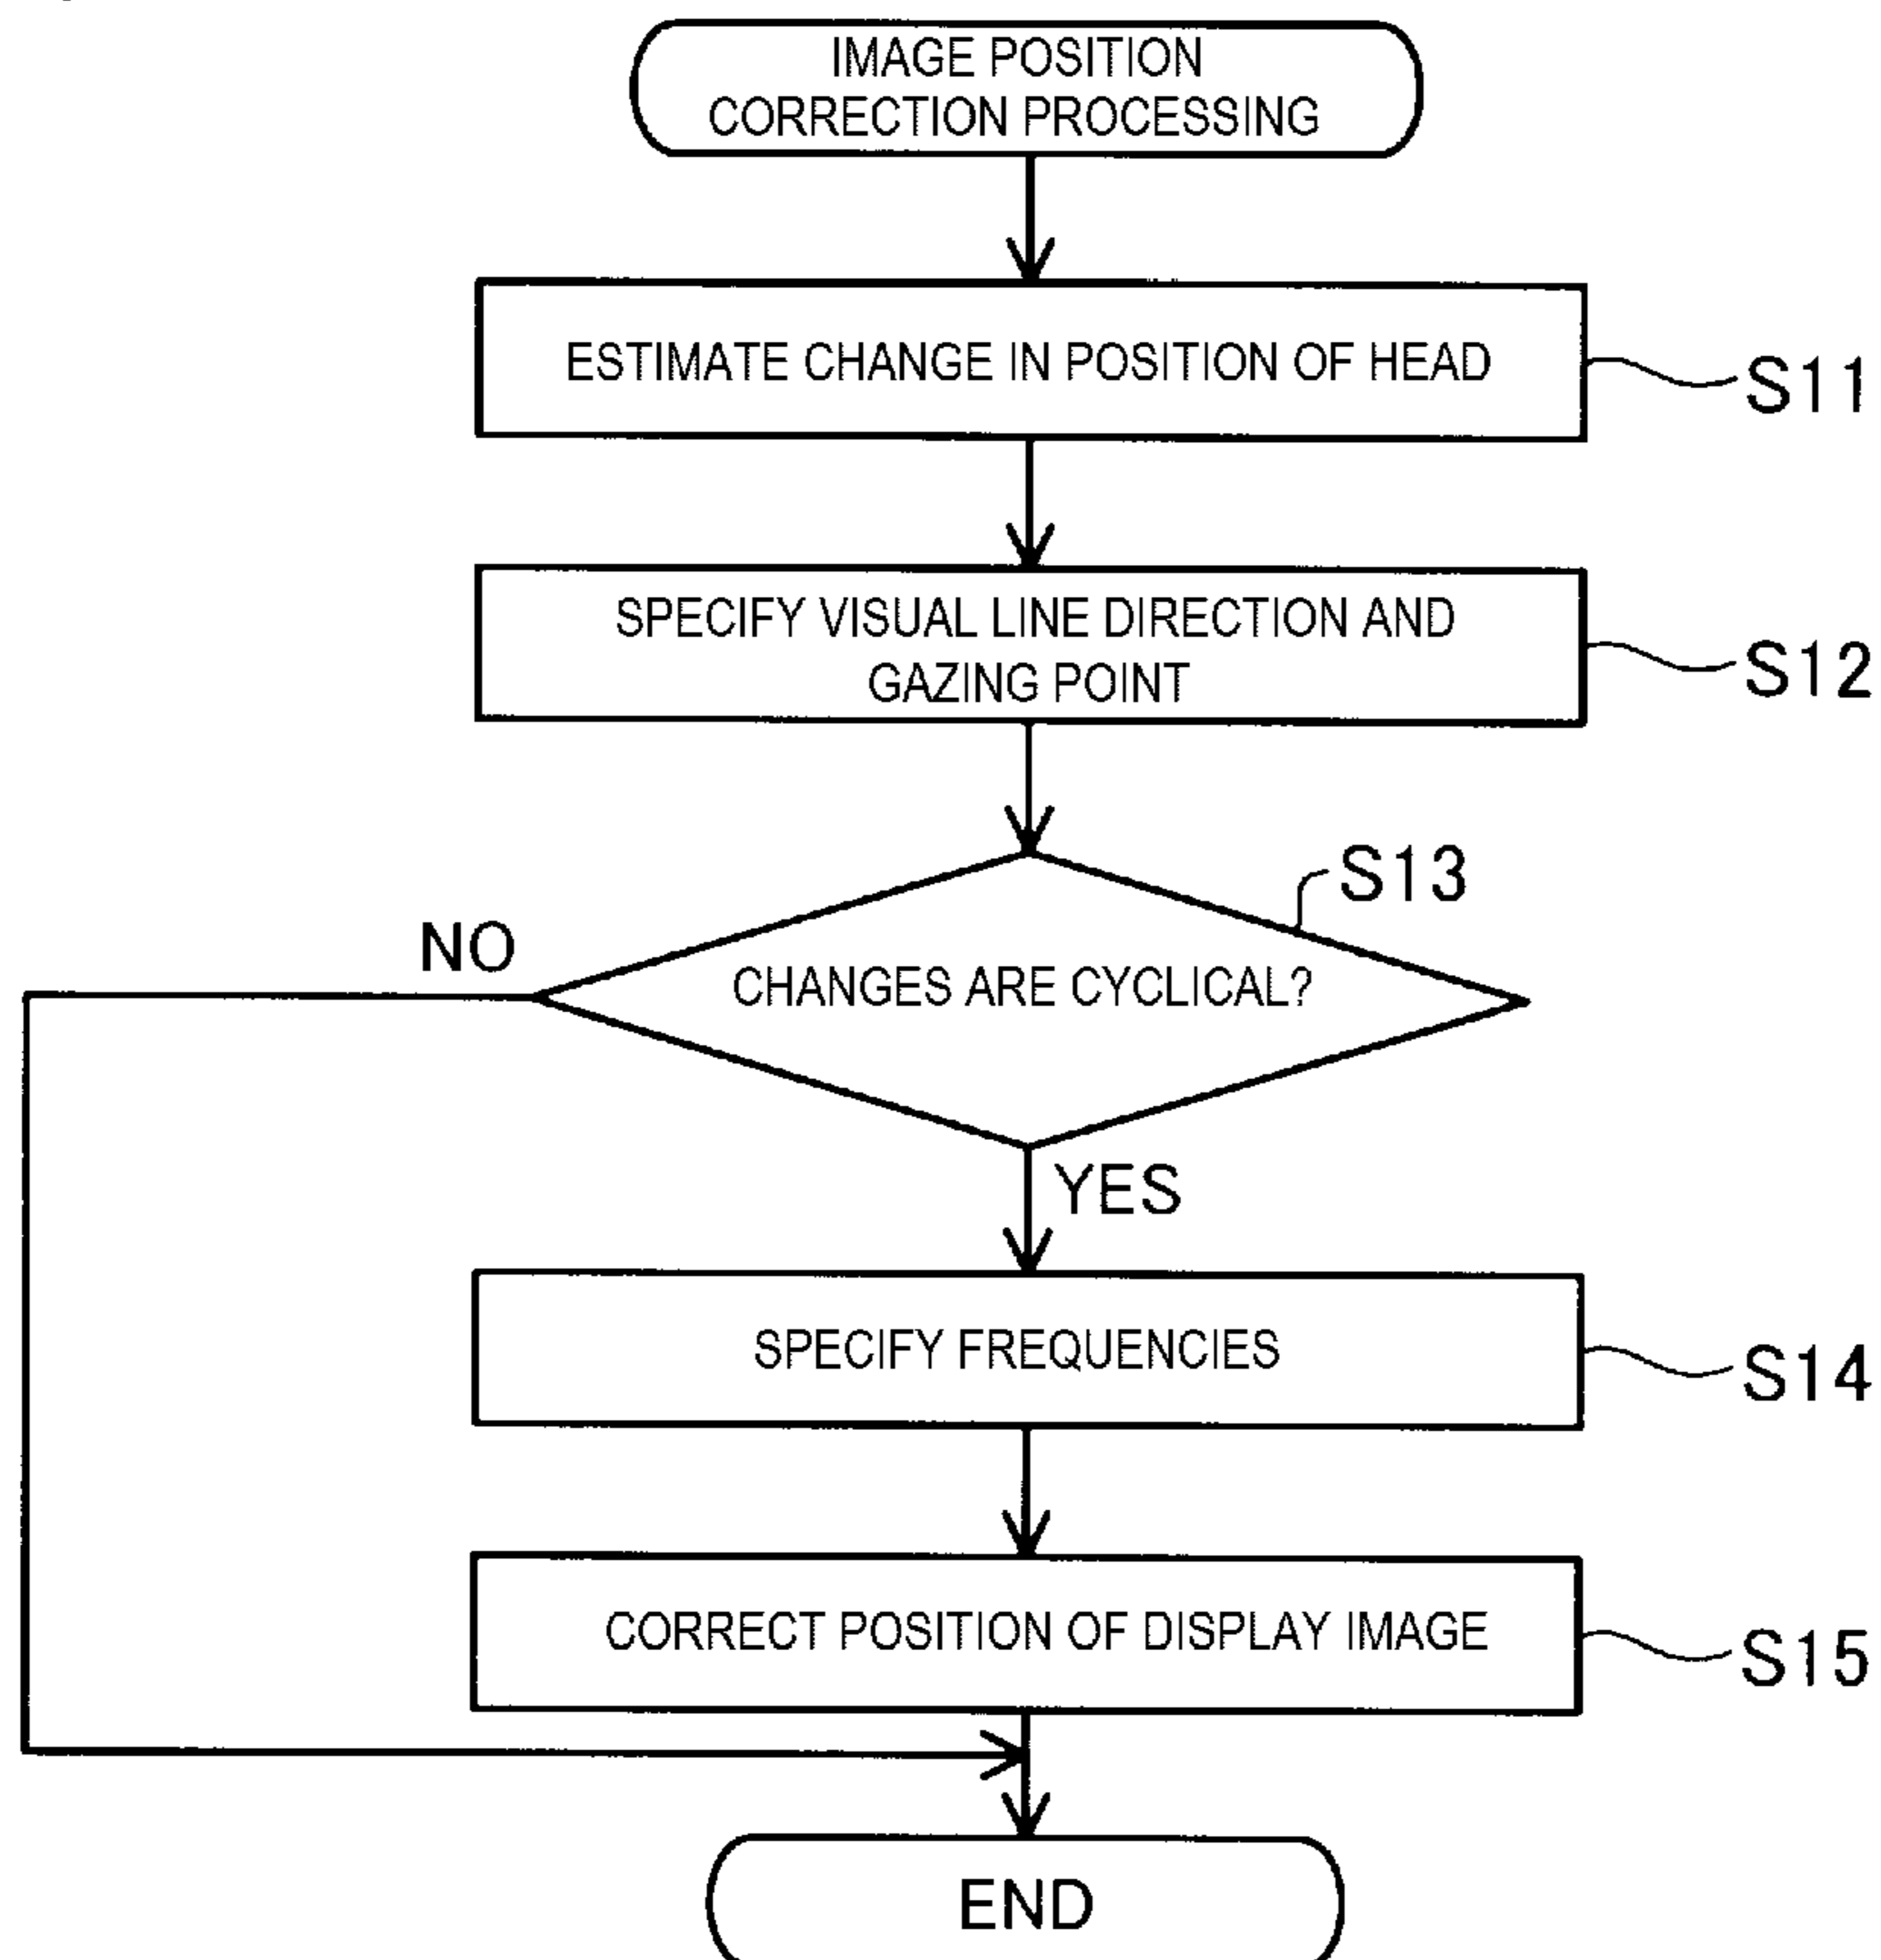 IMAGE POSITION
CORRECTION PROCESSING
ESTIMATE CHANGE IN POSITION OF HEAD
S11
SPECIFY VISUAL LINE DIRECTION AND
GAZING POINT
S12
S13
NO
CHANGES ARE CYCLICAL?
YES
SPECIFY FREQUENCIES
S14
CORRECT POSITION OF DISPLAY IMAGE
S15
END